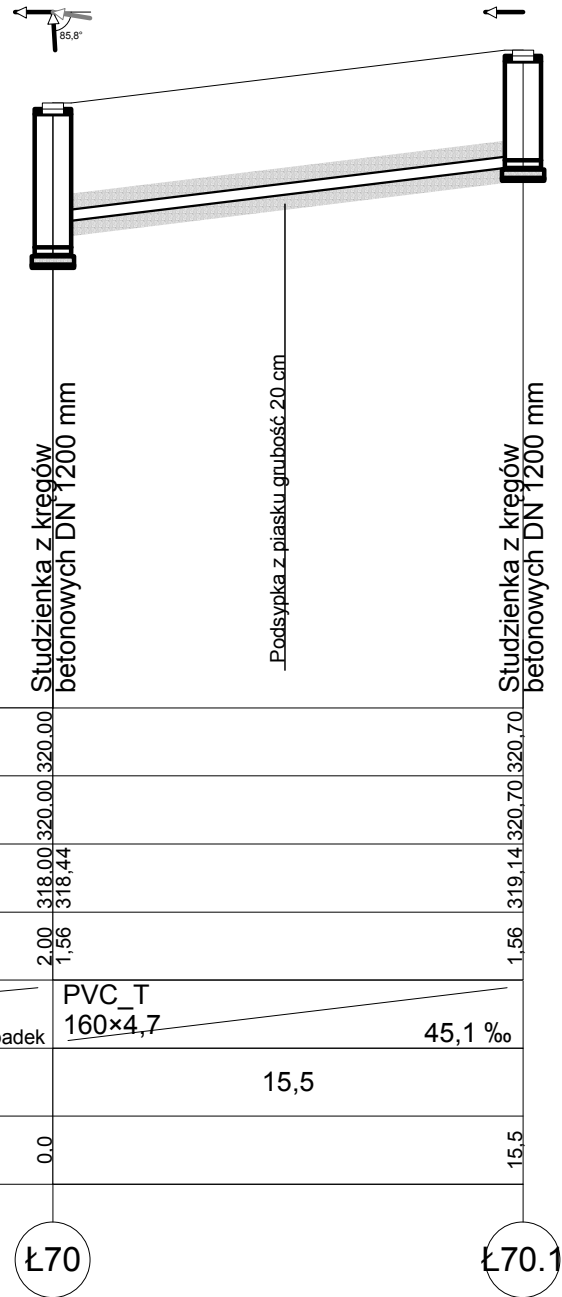 85,8°
Studzienka z kręgów
betonowych DN 1200 mm
Podsypka z piasku grubość 20 cm
Studzienka z kręgów
betonowych DN 1200 mm
320.00
320,70
320.00
320,70
318.00
318,44
319,14
2.00
1,56
1,56
PVC_T
160×4,7
adek
45,1 ‰
15,5
0.0
15,5
Ł70
Ł70.1